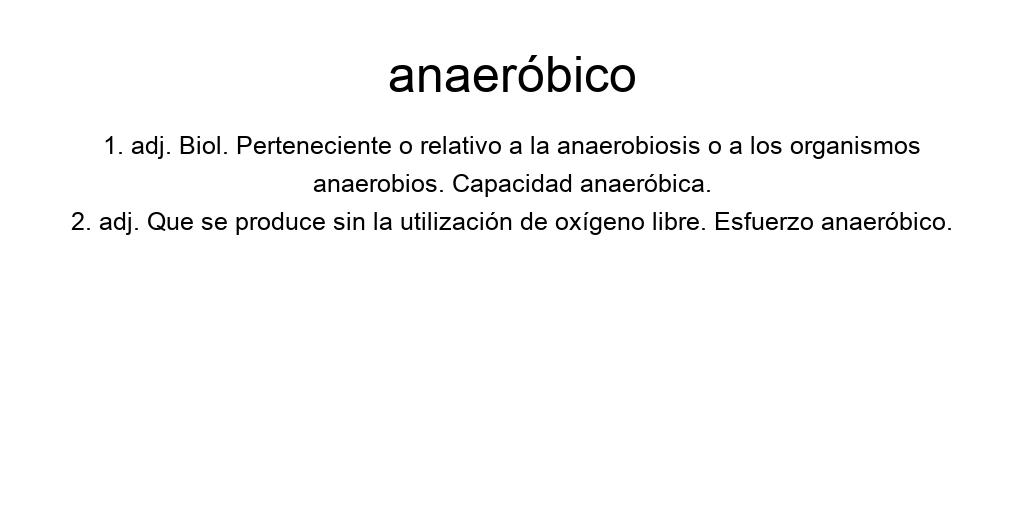 anaeróbico
1. adj. Biol. Perteneciente o relativo a la anaerobiosis o a los organismos
anaerobios. Capacidad anaeróbica.
2. adj. Que se produce sin la utilización de oxígeno libre. Esfuerzo anaeróbico.